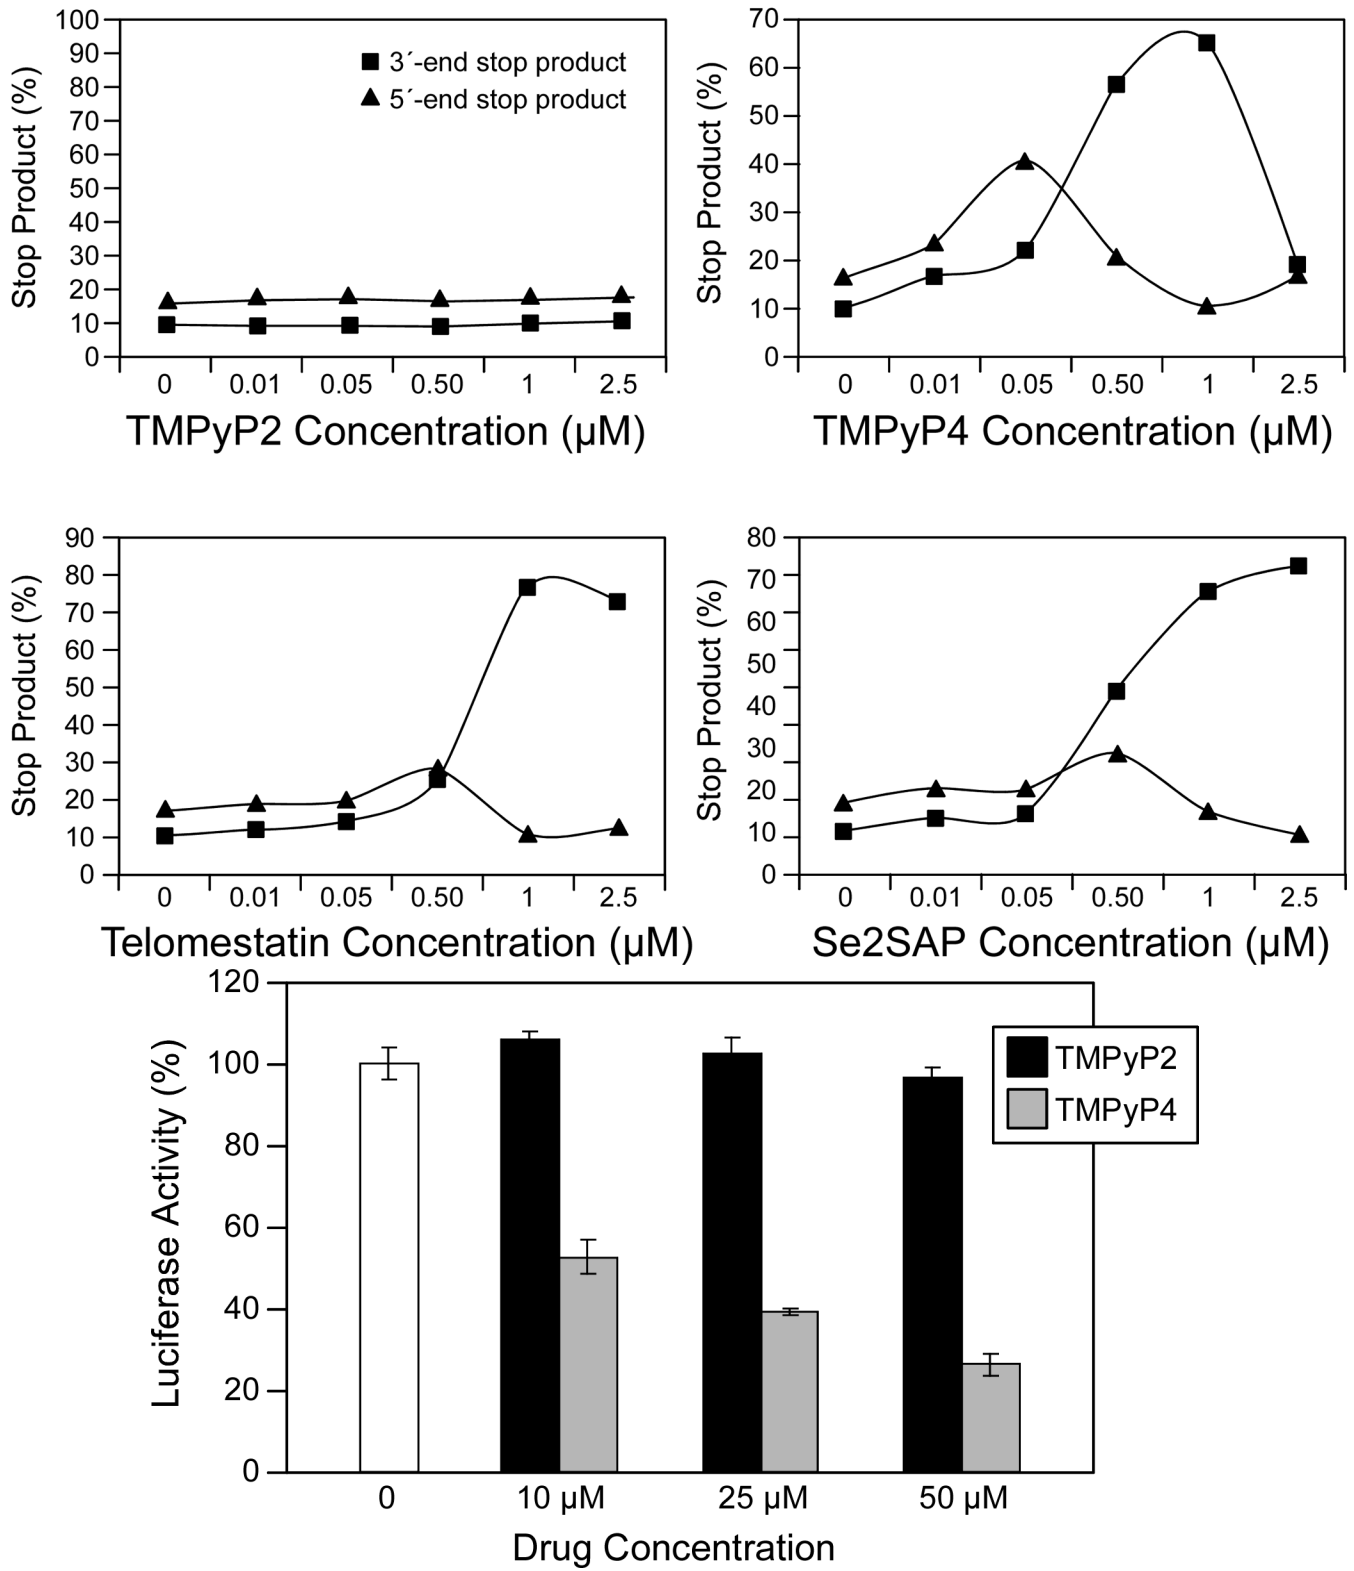 100
90
80
70
60
50
40
30
20
10
0
Stop Product (%)
3´-end stop product
5´-end stop product
0 0.01 0.05 0.50 1 2.5
TMPyP2 Concentration (µM)
70
60
50
40
30
20
10
0
Stop Product (%)
0 0.01 0.05 0.50 1 2.5
TMPyP4 Concentration (µM)
90
80
70
60
50
40
30
20
10
0
Stop Product (%)
0 0.01 0.05 0.50 1 2.5
Telomestatin Concentration (µM)
80
70
60
50
40
30
20
10
0
Stop Product (%)
0 0.01 0.05 0.50 1 2.5
Se2SAP Concentration (µM)
120
100
80
60
40
20
0
Luciferase Activity (%)
TMPyP2
TMPyP4
0 10 µM 25 µM 50 µM
Drug Concentration